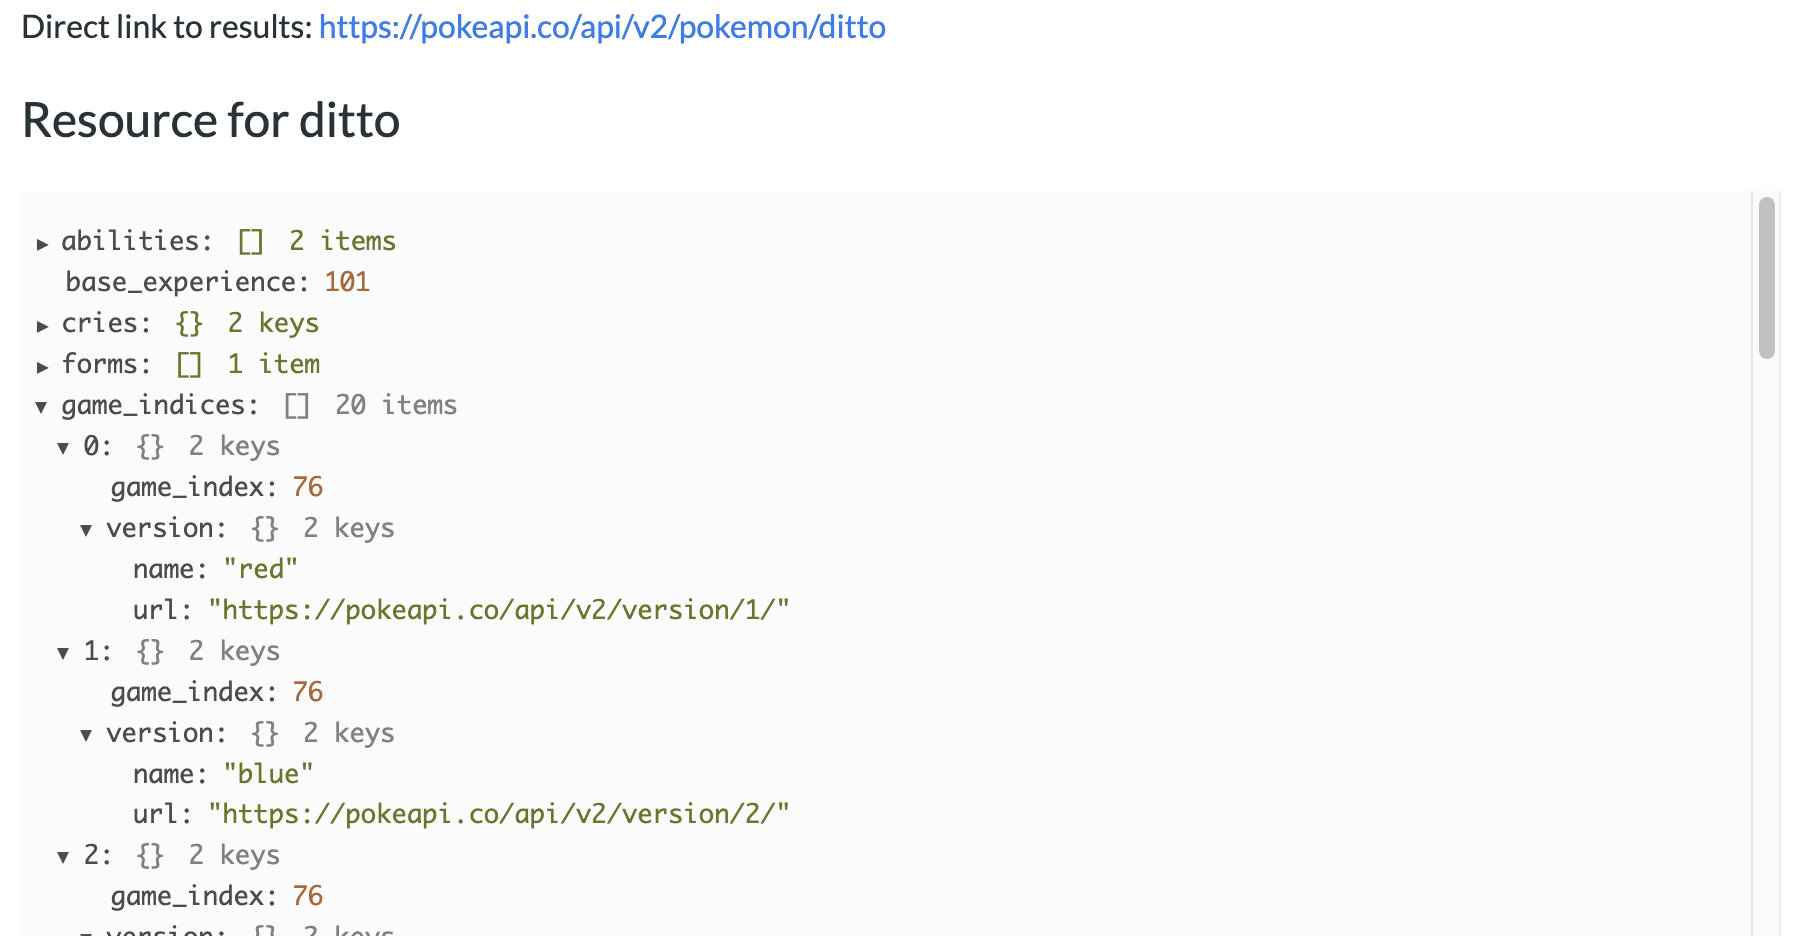 Direct link to results: https://pokeapi.co/api/v2/pokemon/ditto
Resource for ditto
▶ abilities: [] 2 items
base_experience: 101
▶ cries: {} 2 keys
▶ forms: [] 1 item
▼ game_indices: [] 20 items
▼ 0: {} 2 keys
game_index: 76
▼ version: {} 2 keys
name: "red"
url: "https://pokeapi.co/api/v2/version/1/"
▼ 1: {} 2 keys
game_index: 76
▼ version: {} 2 keys
name: "blue"
url: "https://pokeapi.co/api/v2/version/2/"
▼ 2: {} 2 keys
game_index: 76
▼ version: {} 2 keys